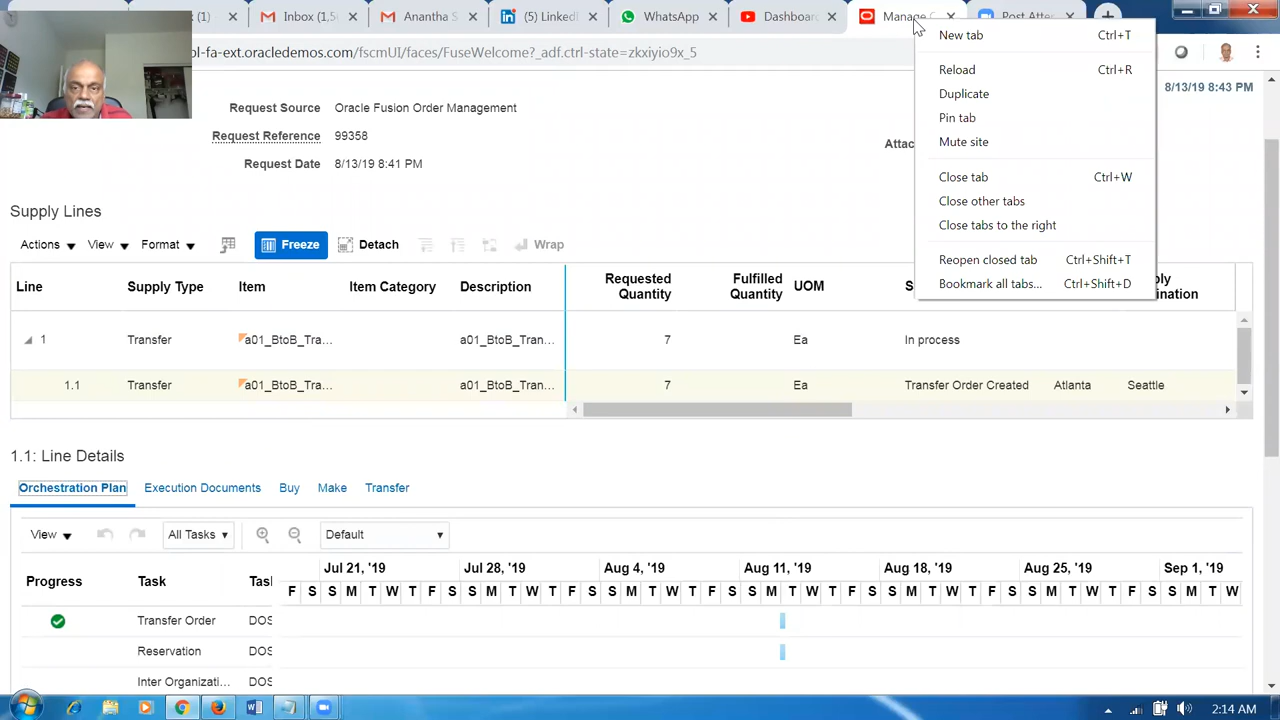 (1)
Inbox (1,5
Anantha S
(5) Linked
WhatsApp
Dashboar
Manage
Post Atte
ol-fa-ext.oracledemos.com/fscmUI/faces/FuseWelcome?_adf.ctrl-state=zkxiyio9x_5
New tab Ctrl+T
Reload Ctrl+R
Duplicate
Pin tab
Mute site
Close tab Ctrl+W
Close other tabs
Close tabs to the right
Reopen closed tab Ctrl+Shift+T
Bookmark all tabs... Ctrl+Shift+D
8/13/19 8:43 PM
Request Source Oracle Fusion Order Management
Request Reference 99358
Attac
Request Date 8/13/19 8:41 PM
Supply Lines
Actions View Format Freeze Detach Wrap
Line Supply Type Item Item Category Description Requested Quantity Fulfilled Quantity UOM S
1 Transfer a01_BtoB_Tra... a01_BtoB_Tran... 7 Ea In process
1.1 Transfer a01_BtoB_Tra... a01_BtoB_Tran... 7 Ea Transfer Order Created Atlanta Seattle
1.1: Line Details
Orchestration Plan Execution Documents Buy Make Transfer
View All Tasks Default
Jul 21, '19 Jul 28, '19 Aug 4, '19 Aug 11, '19 Aug 18, '19 Aug 25, '19 Sep 1, '19
Progress Task Task
F S S M T W T F S S M T W T F S S M T W T F S S M T W T F S S M T W T F S S M T W T F S S M T W
Transfer Order DOS
Reservation DOS
Inter Organizati... DOS
2:14 AM